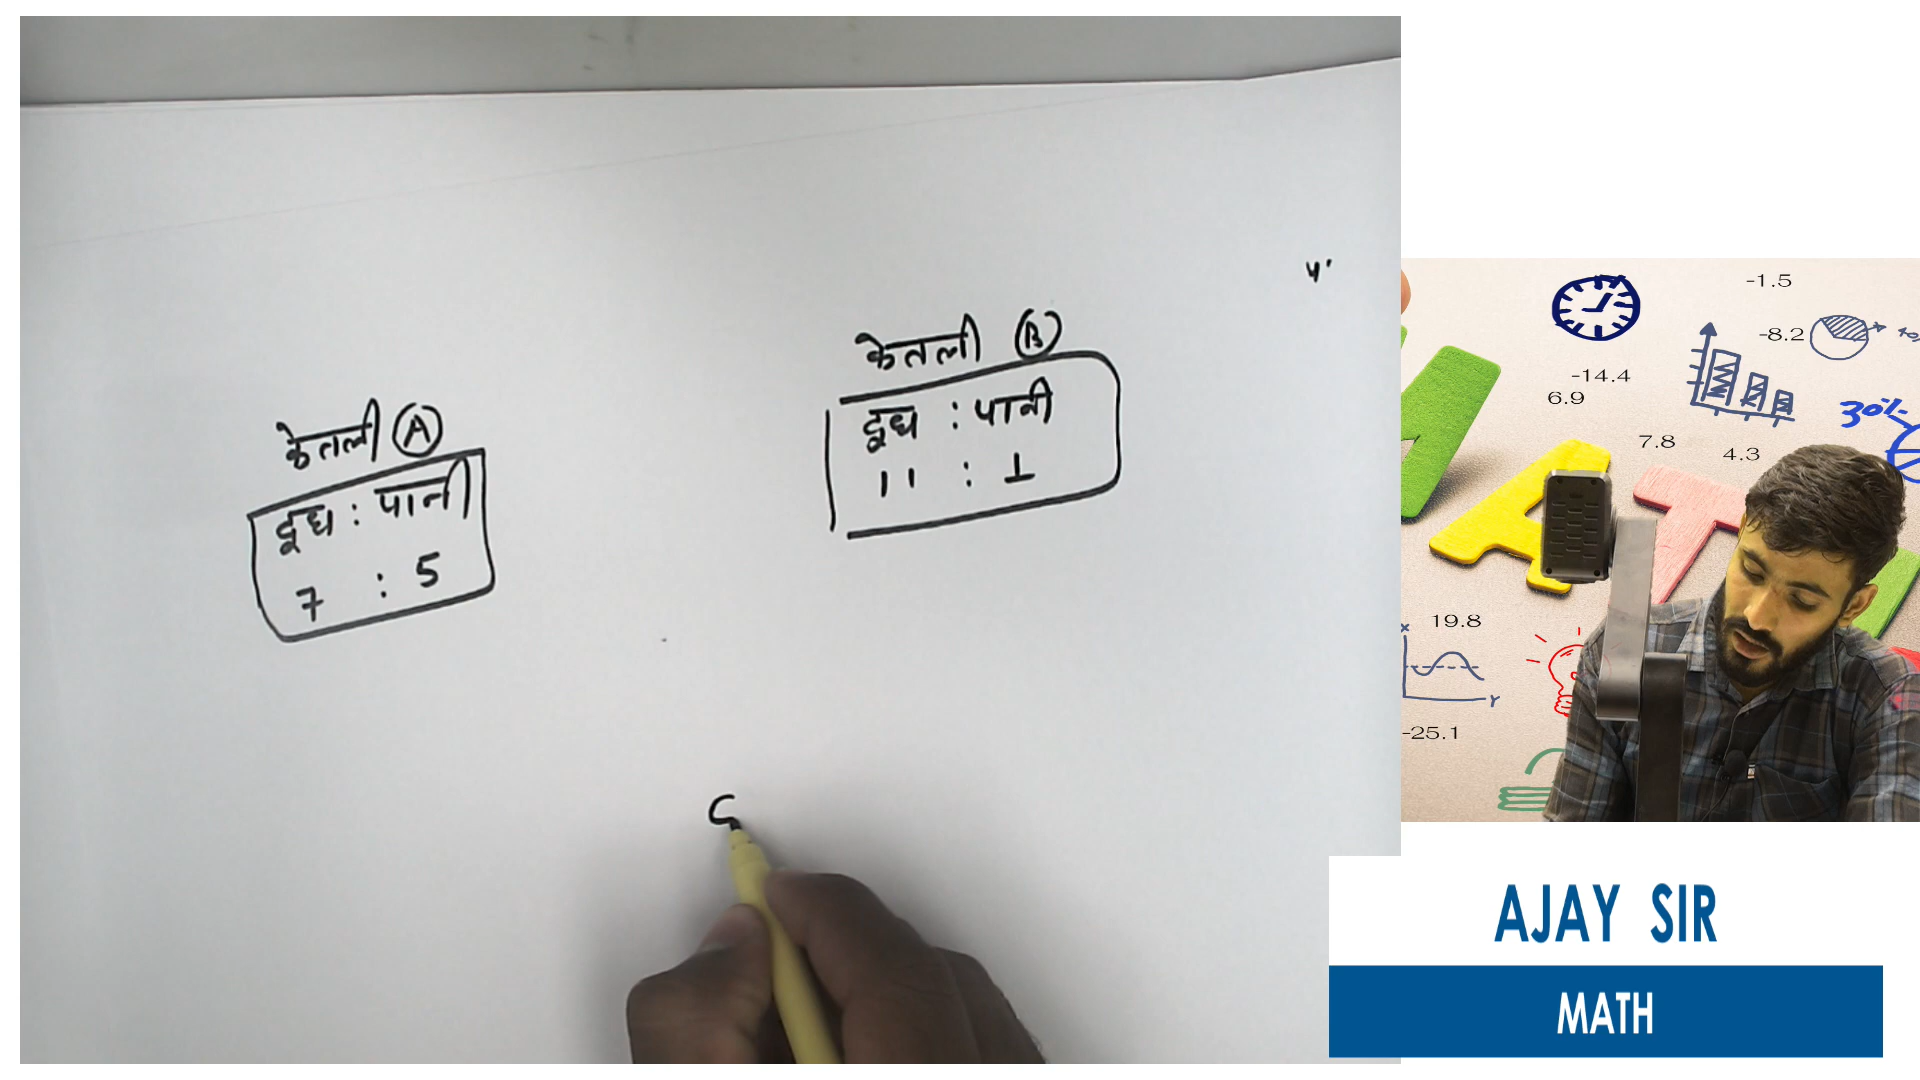 केतली (A)
दूध : पानी
7 : 5
केतली (B)
दूध : पानी
11 : 1
-1.5
-8.2
-14.4
6.9
30%
7.8
4.3
19.8
X
Y
-25.1
AJAY SIR
MATH